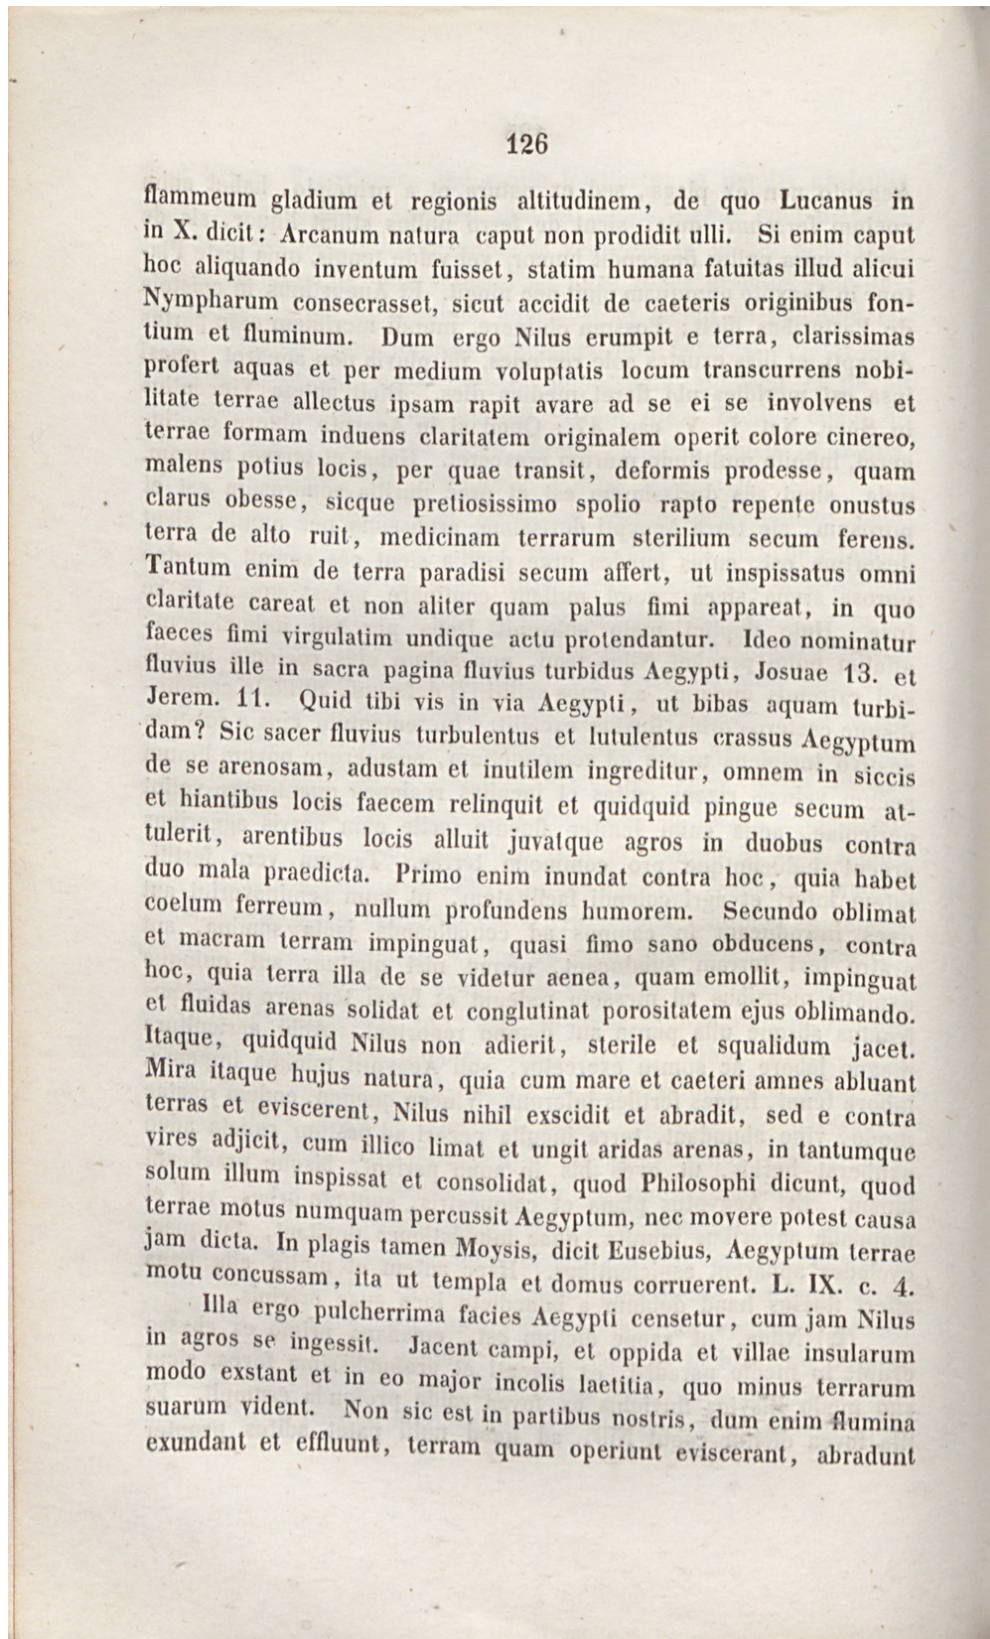 126
flammeum gladium et regionis altitudinem, de quo Lucanus in
in X. dicit: Arcanum natura caput non prodidit ulli. Si enim caput
hoc aliquando inventum fuisset, statim humana fatuitas illud alicui
Nympharum consecrasset, sicut accidit de caeteris originibus fon-
tium et fluminum. Dum ergo Nilus erumpit e terra, clarissimas
profert aquas et per medium voluptatis locum transcurrens nobi-
litate terrae allectus ipsam rapit avare ad se ei se involvens et
terrae formam induens claritatem originalem operit colore cinereo,
malens potius locis, per quae transit, deformis prodesse, quam
clarus obesse, sicque pretiosissimo spolio rapto repente onustus
terra de alto ruit, medicinam terrarum sterilium secum ferens.
Tantum enim de terra paradisi secum affert, ut inspissatus omni
claritate careat et non aliter quam palus fimi appareat, in quo
faeces fimi virgulatim undique actu protendantur. Ideo nominatur
fluvius ille in sacra pagina fluvius turbidus Aegypti, Josuae 13. et
Jerem. 11. Quid tibi vis in via Aegypti, ut bibas aquam turbi-
dam? Sic sacer fluvius turbulentus et lutulentus crassus Aegyptum
de se arenosam, adustam et inutilem ingreditur, omnem in siccis
et hiantibus locis faecem relinquit et quidquid pingue secum at-
tulerit, arentibus locis alluit juvatque agros in duobus contra
duo mala praedicta. Primo enim inundat contra hoc, quia habet
coelum ferreum, nullum profundens humorem. Secundo oblimat
et macram terram impinguat, quasi fimo sano obducens, contra
hoc, quia terra illa de se videtur aenea, quam emollit, impinguat
et fluidas arenas solidat et conglutinat porositatem ejus oblimando.
Itaque, quidquid Nilus non adierit, sterile et squalidum jacet.
Mira itaque hujus natura, quia cum mare et caeteri amnes abluant
terras et eviscerent, Nilus nihil exscidit et abradit, sed e contra
vires adjicit, cum illico limat et ungit aridas arenas, in tantumque
solum illum inspissat et consolidat, quod Philosophi dicunt, quod
terrae motus numquam percussit Aegyptum, nec movere potest causa
jam dicta. In plagis tamen Moysis, dicit Eusebius, Aegyptum terrae
motu concussam, ita ut templa et domus corruerent. L. IX. c. 4.
Illa ergo pulcherrima facies Aegypti censetur, cum jam Nilus
in agros se ingessit. Jacent campi, et oppida et villae insularum
modo exstant et in eo major incolis laetitia, quo minus terrarum
suarum vident. Non sic est in partibus nostris, dum enim flumina
exundant et effluunt, terram quam operiunt eviscerant, abradunt